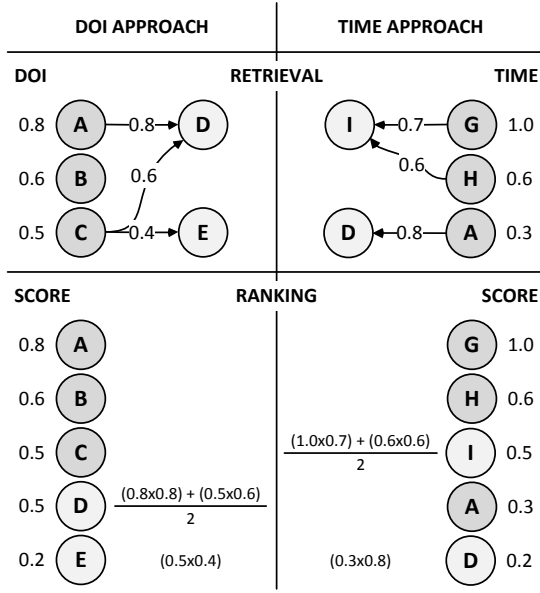 DOI APPROACH TIME APPROACH
DOI RETRIEVAL TIME
0.8 A 0.8 D I 0.7 G 1.0
0.6 B 0.6 0.6 H 0.6
0.5 C 0.4 E D 0.8 A 0.3
SCORE RANKING SCORE
0.8 A G 1.0
0.6 B H 0.6
0.5 C (1.0x0.7) + (0.6x0.6) I 0.5
2
0.5 D (0.8x0.8) + (0.5x0.6) A 0.3
2
0.2 E (0.5x0.4) (0.3x0.8) D 0.2